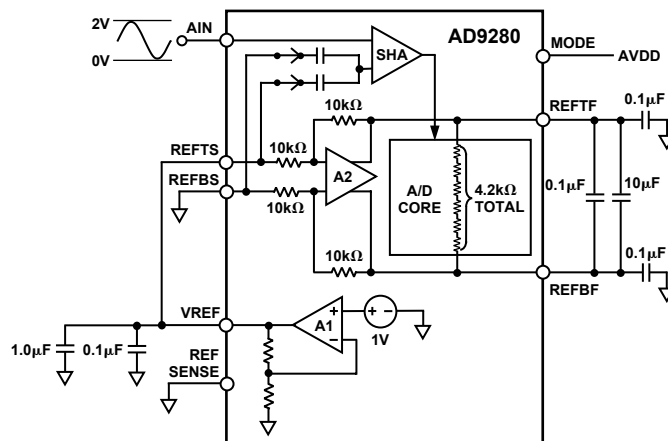 2V
0V
AIN
SHA
AD9280
MODE
AVDD
REFTF
0.1µF
10kΩ
REFTS
10kΩ
A2
REFBS
10kΩ
A/D
CORE
4.2kΩ
TOTAL
0.1µF
10µF
10kΩ
0.1µF
REFBF
VREF
A1
+
−
+ −
1V
1.0µF
0.1µF
REF
SENSE